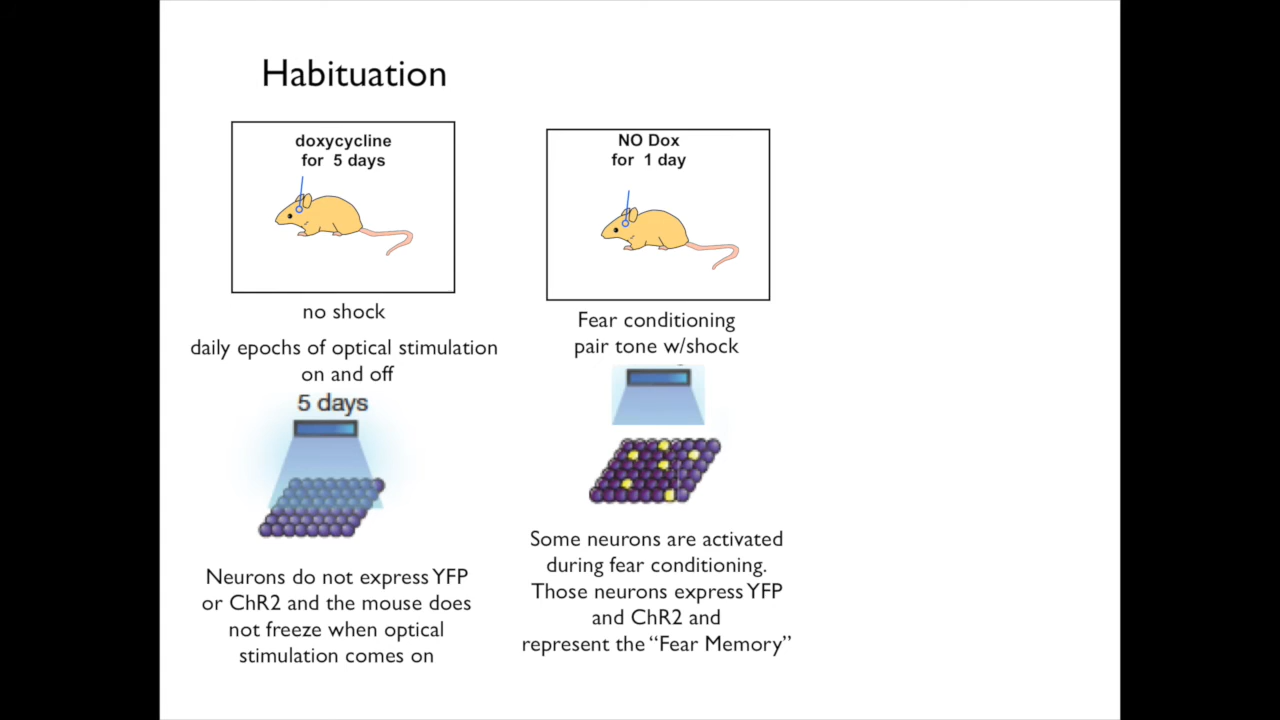 Habituation
doxycycline
for 5 days
no shock
daily epochs of optical stimulation
on and off
5 days
Neurons do not express YFP
or ChR2 and the mouse does
not freeze when optical
stimulation comes on
NO Dox
for 1 day
Fear conditioning
pair tone w/shock
Some neurons are activated
during fear conditioning.
Those neurons express YFP
and ChR2 and
represent the “Fear Memory”